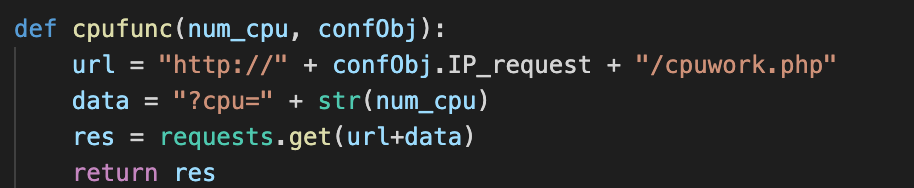 def cpufunc(num_cpu, confObj):
    url = "http://" + confObj.IP_request + "/cpuwork.php"
    data = "?cpu=" + str(num_cpu)
    res = requests.get(url+data)
    return res